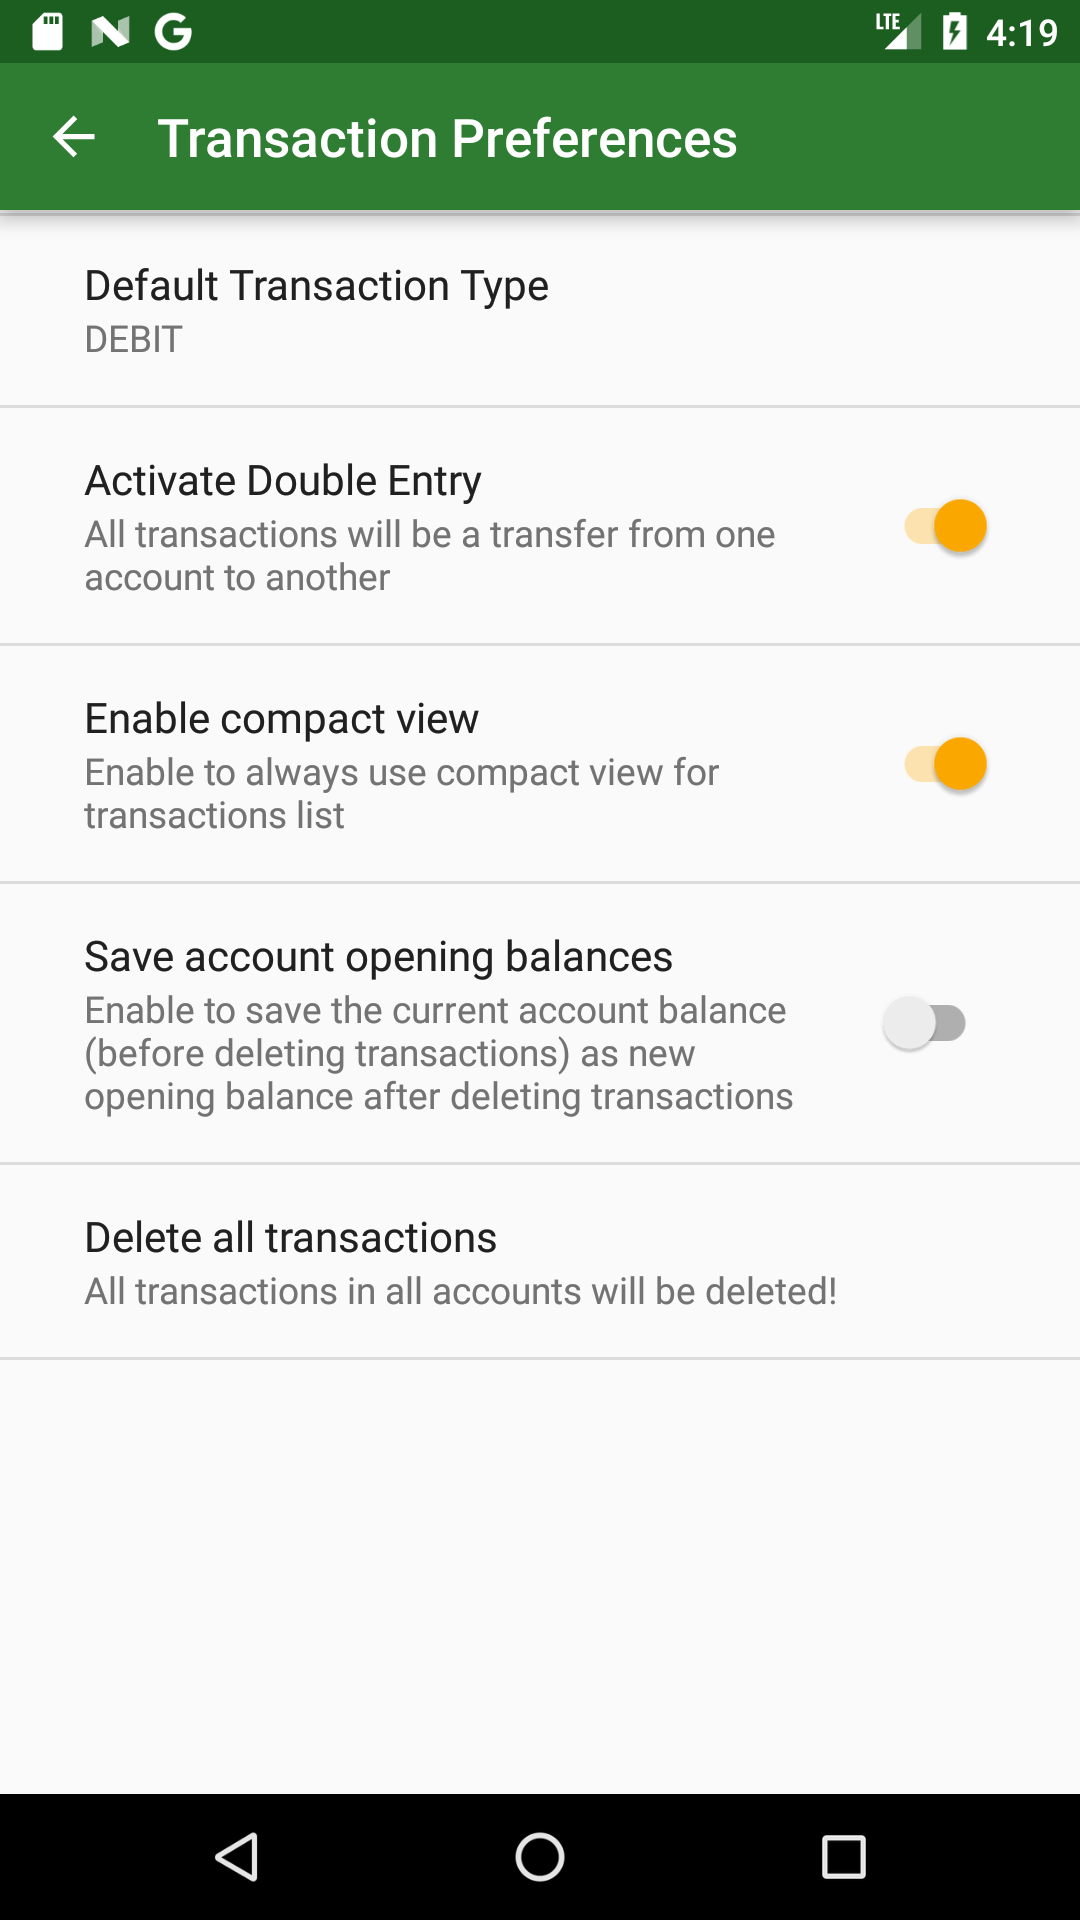 LTE 4:19
Transaction Preferences
Default Transaction Type
DEBIT
Activate Double Entry
All transactions will be a transfer from one
account to another
Enable compact view
Enable to always use compact view for
transactions list
Save account opening balances
Enable to save the current account balance
(before deleting transactions) as new
opening balance after deleting transactions
Delete all transactions
All transactions in all accounts will be deleted!